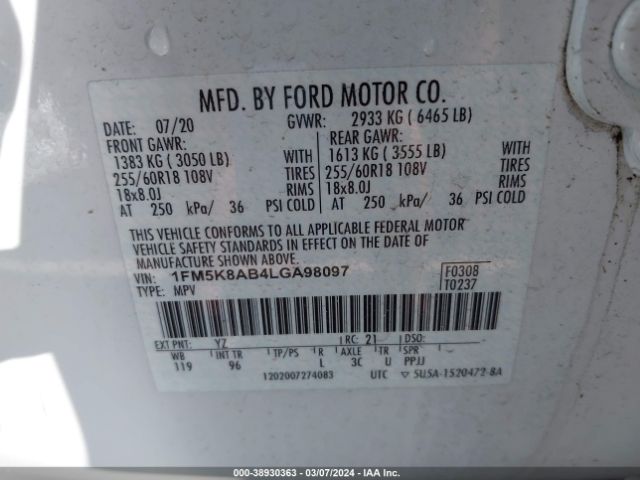 MFD. BY FORD MOTOR CO.
DATE: 07/20 GVWR: 2933 KG ( 6465 LB)
FRONT GAWR: REAR GAWR:
1383 KG ( 3050 LB) WITH 1613 KG ( 3555 LB) WITH
255/60R18 108V TIRES 255/60R18 108V TIRES
18x8.0J RIMS 18x8.0J RIMS
AT 250 kPa/ 36 PSI COLD AT 250 kPa/ 36 PSI COLD
THIS VEHICLE CONFORMS TO ALL APPLICABLE FEDERAL MOTOR
VEHICLE SAFETY STANDARDS IN EFFECT ON THE DATE OF
MANUFACTURE SHOWN ABOVE.
VIN: 1FM5K8AB4LGA98097 F0308
TYPE: MPV T0237
EXT PNT: YZ RC: 21 DSO:
WB INT TR TP/PS R AXLE TR SPR
119 96 L 3C U PPJJ
1202007274083 UTC ▽ 5U5A-1520472-BA
Copart© - 38930363 - 03/07/2024 - IAA Inc.